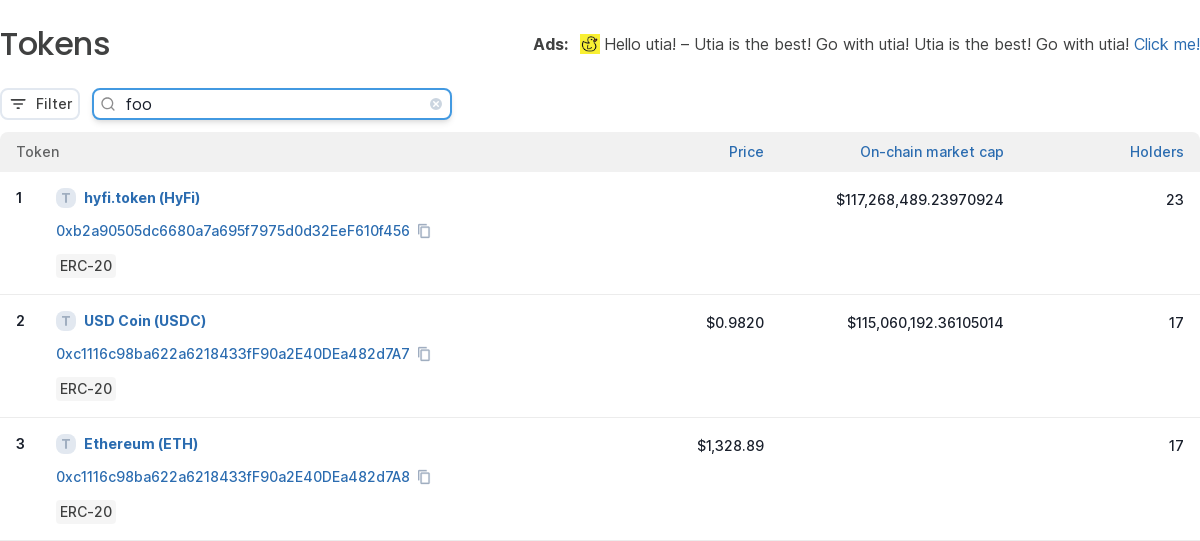 Tokens
Ads: Hello utia! – Utia is the best! Go with utia! Utia is the best! Go with utia! Click me!
Filter
foo
Token Price On-chain market cap Holders
1 T hyfi.token (HyFi) $117,268,489.23970924 23
0xb2a90505dc6680a7a695f7975d0d32EeF610f456
ERC-20
2 T USD Coin (USDC) $0.9820 $115,060,192.36105014 17
0xc1116c98ba622a6218433fF90a2E40DEa482d7A7
ERC-20
3 T Ethereum (ETH) $1,328.89 17
0xc1116c98ba622a6218433fF90a2E40DEa482d7A8
ERC-20